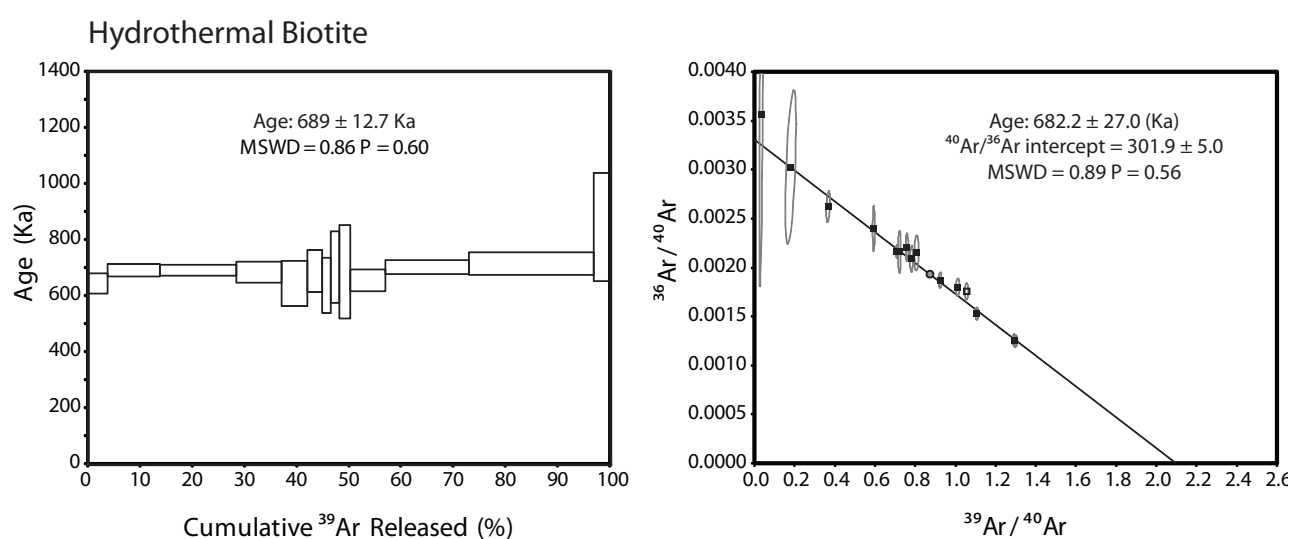 Hydrothermal Biotite
1400
1200
1000
800
600
400
200
0
Age (Ka)
Age: 689 ± 12.7 Ka
MSWD = 0.86 P = 0.60
0 10 20 30 40 50 60 70 80 90 100
Cumulative ³⁹Ar Released (%)
0.0040
0.0035
0.0030
0.0025
0.0020
0.0015
0.0010
0.0005
0.0000
³⁶Ar / ⁴⁰Ar
Age: 682.2 ± 27.0 (Ka)
⁴⁰Ar/³⁶Ar intercept = 301.9 ± 5.0
MSWD = 0.89 P = 0.56
0.0 0.2 0.4 0.6 0.8 1.0 1.2 1.4 1.6 1.8 2.0 2.2 2.4 2.6
³⁹Ar / ⁴⁰Ar